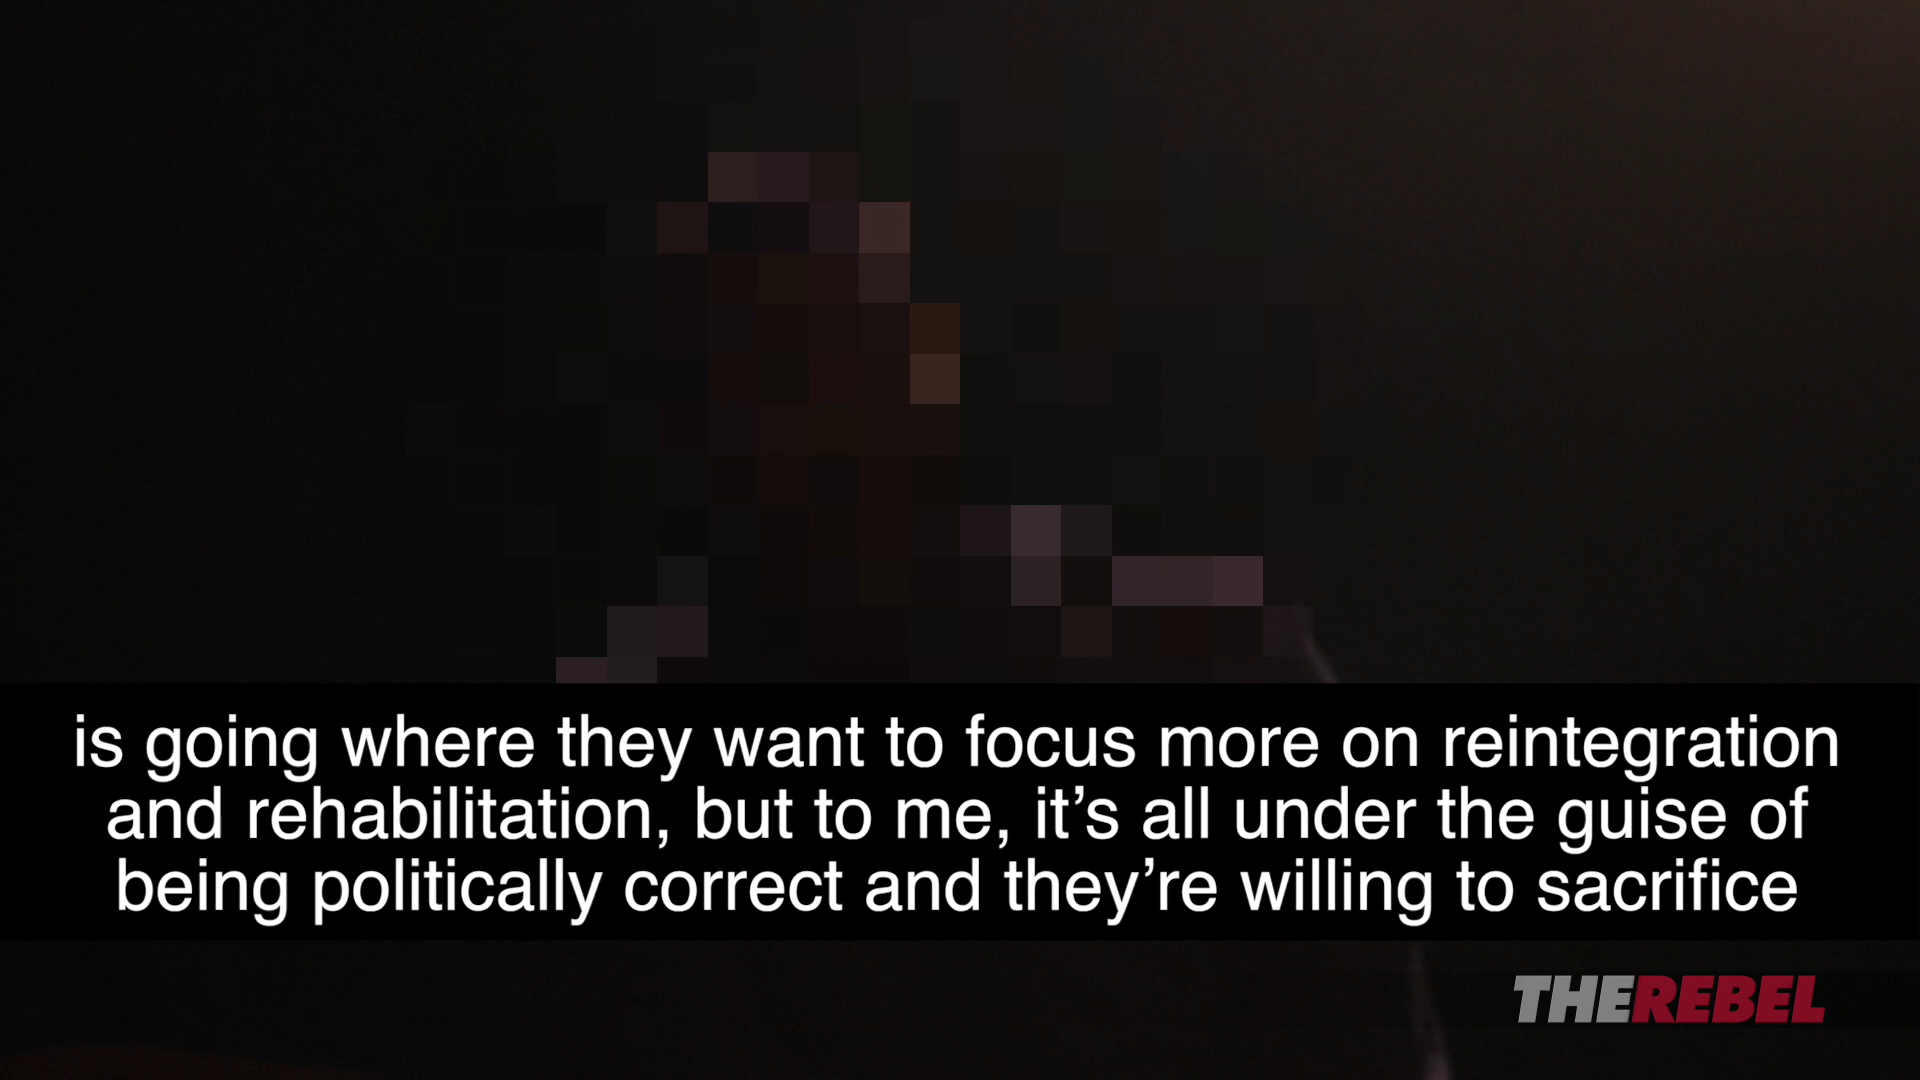 is going where they want to focus more on reintegration
and rehabilitation, but to me, it’s all under the guise of
being politically correct and they’re willing to sacrifice
THEREBEL